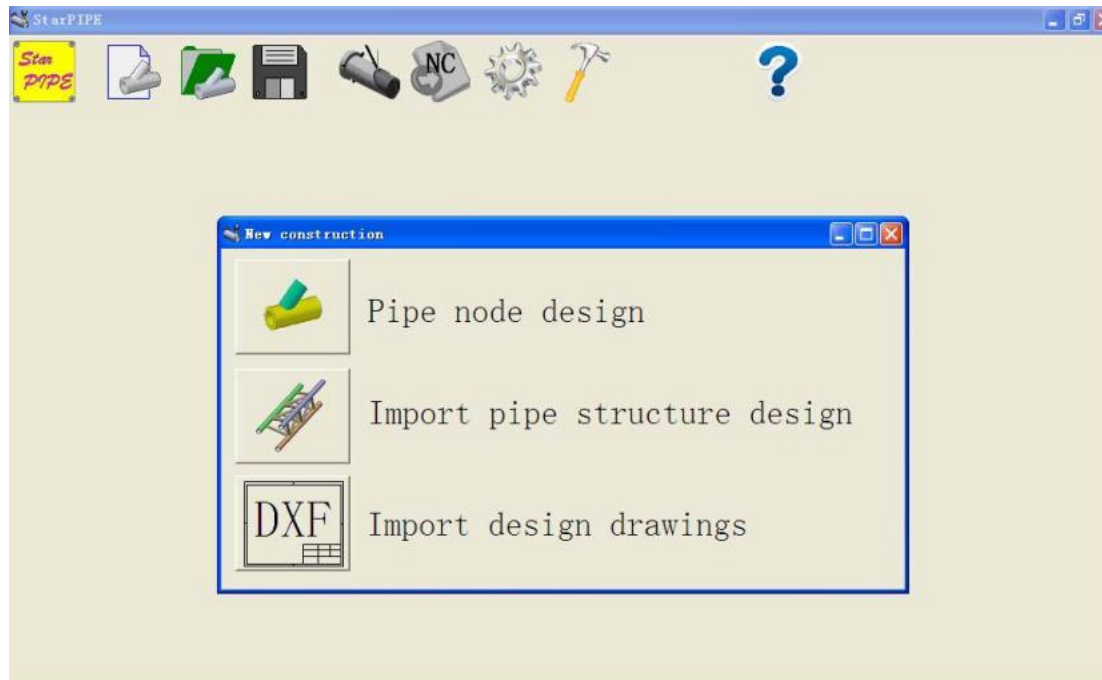 StarPIPE
Star
PIPE
NC
New construction
Pipe node design
Import pipe structure design
DXF
Import design drawings